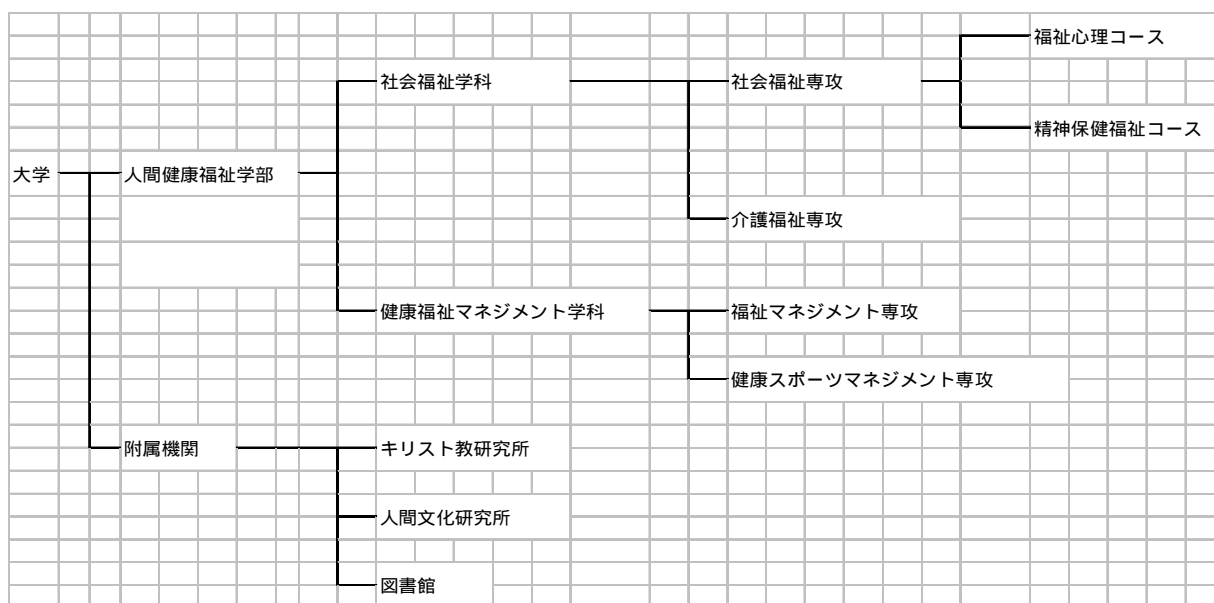 福祉心理コース
社会福祉学科 社会福祉専攻
精神保健福祉コース
大学 人間健康福祉学部
介護福祉専攻
健康福祉マネジメント学科 福祉マネジメント専攻
健康スポーツマネジメント専攻
附属機関 キリスト教研究所
人間文化研究所
図書館